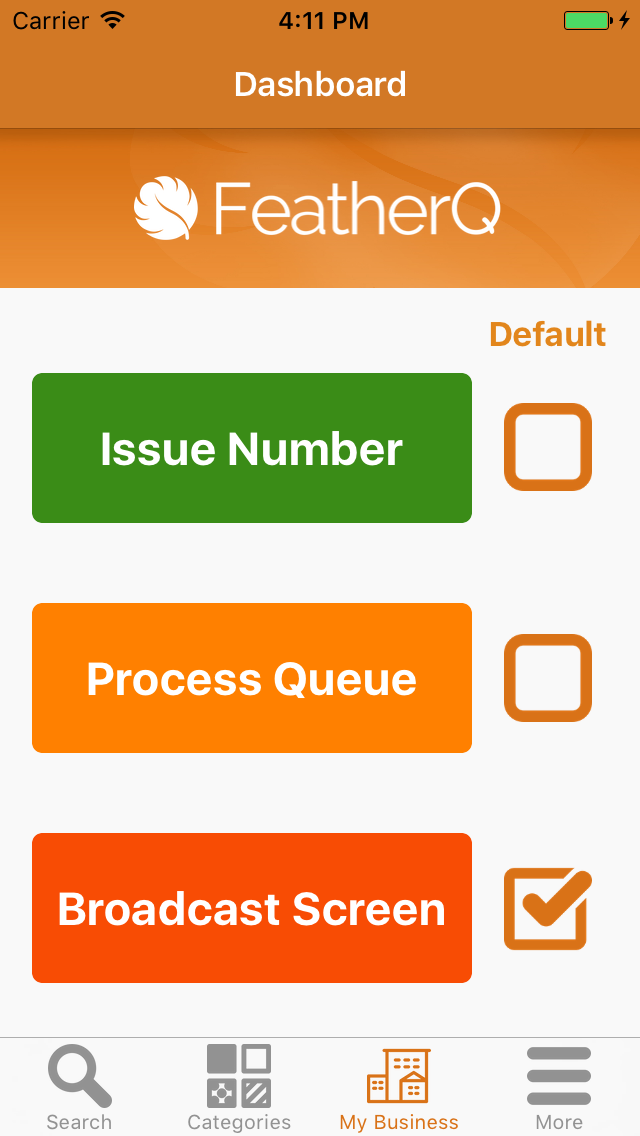 Carrier 4:11 PM
Dashboard
FeatherQ
Default
Issue Number
Process Queue
Broadcast Screen
Search Categories My Business More